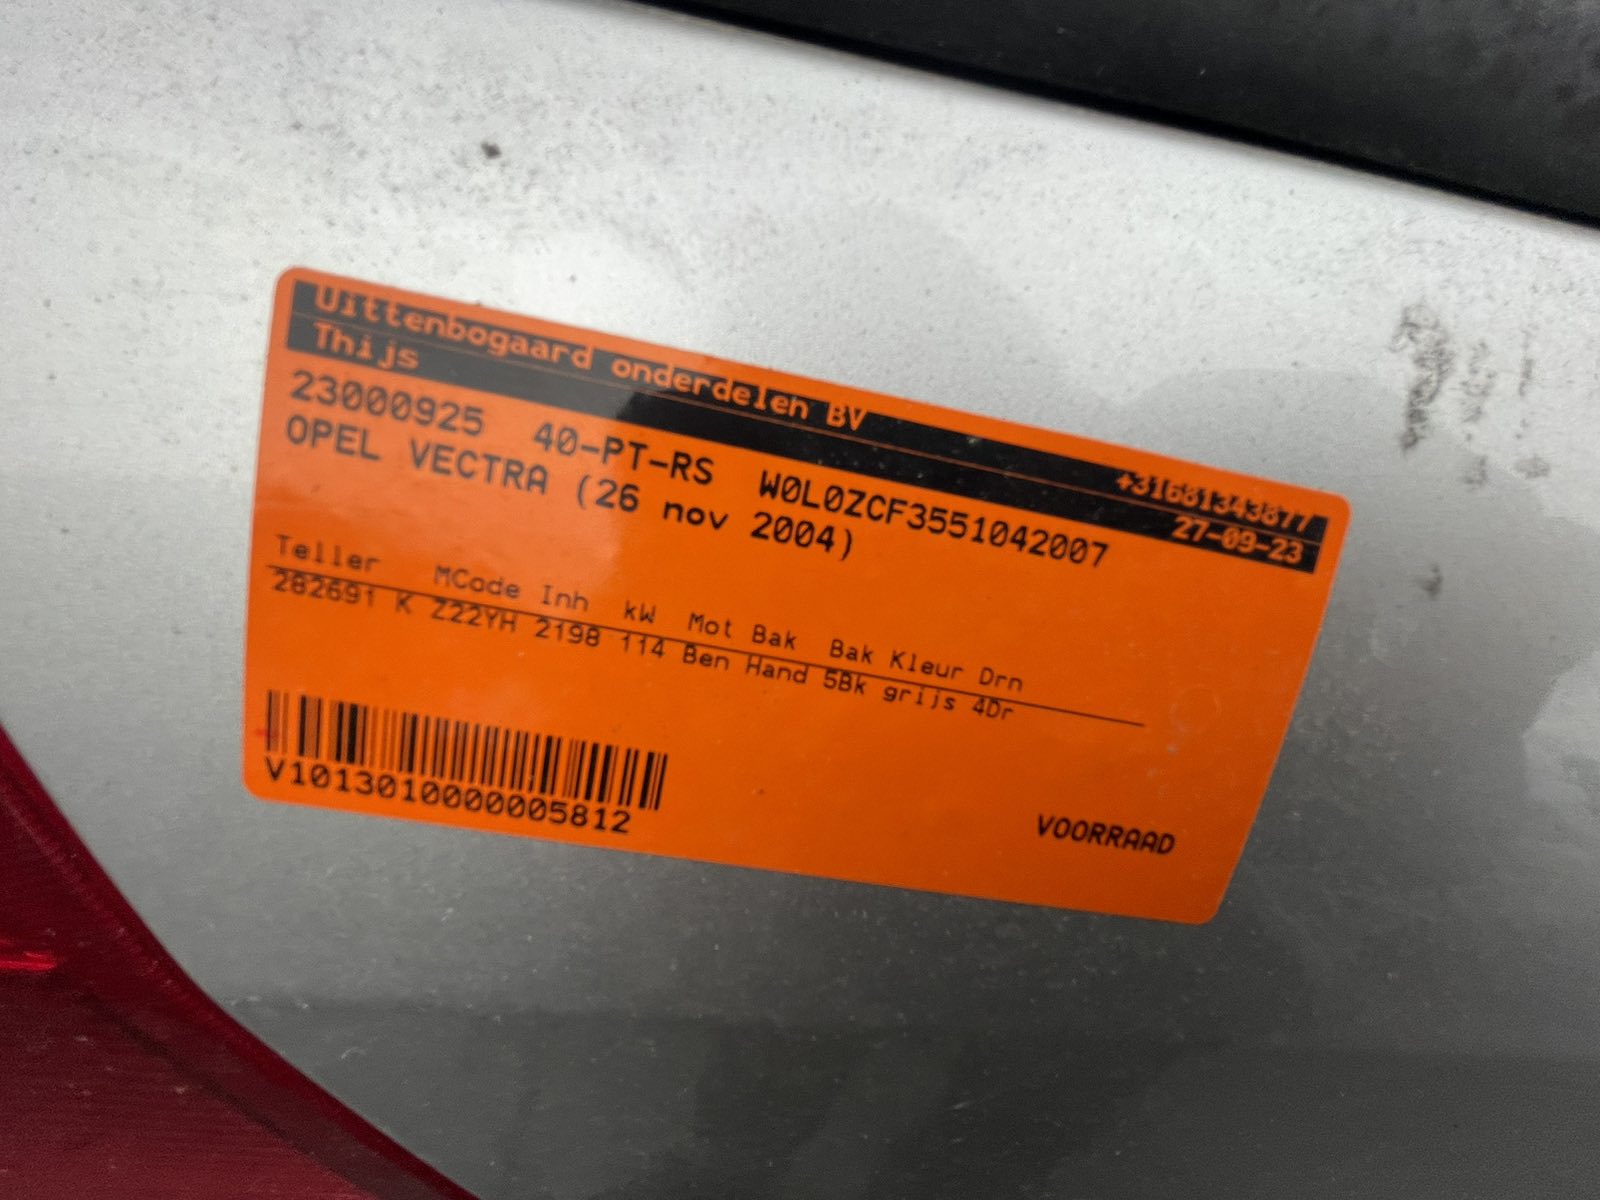 Uittenbogaard onderdelen BV +31681343877
Thijs 27-09-23
23000925 40-PT-RS W0L0ZCF3551042007
OPEL VECTRA (26 nov 2004)
Teller MCode Inh kW Mot Bak Bak Kleur Drn
282691 K Z22YH 2198 114 Ben Hand 5Bk grijs 4Dr
V1013010000005812
VOORRAAD